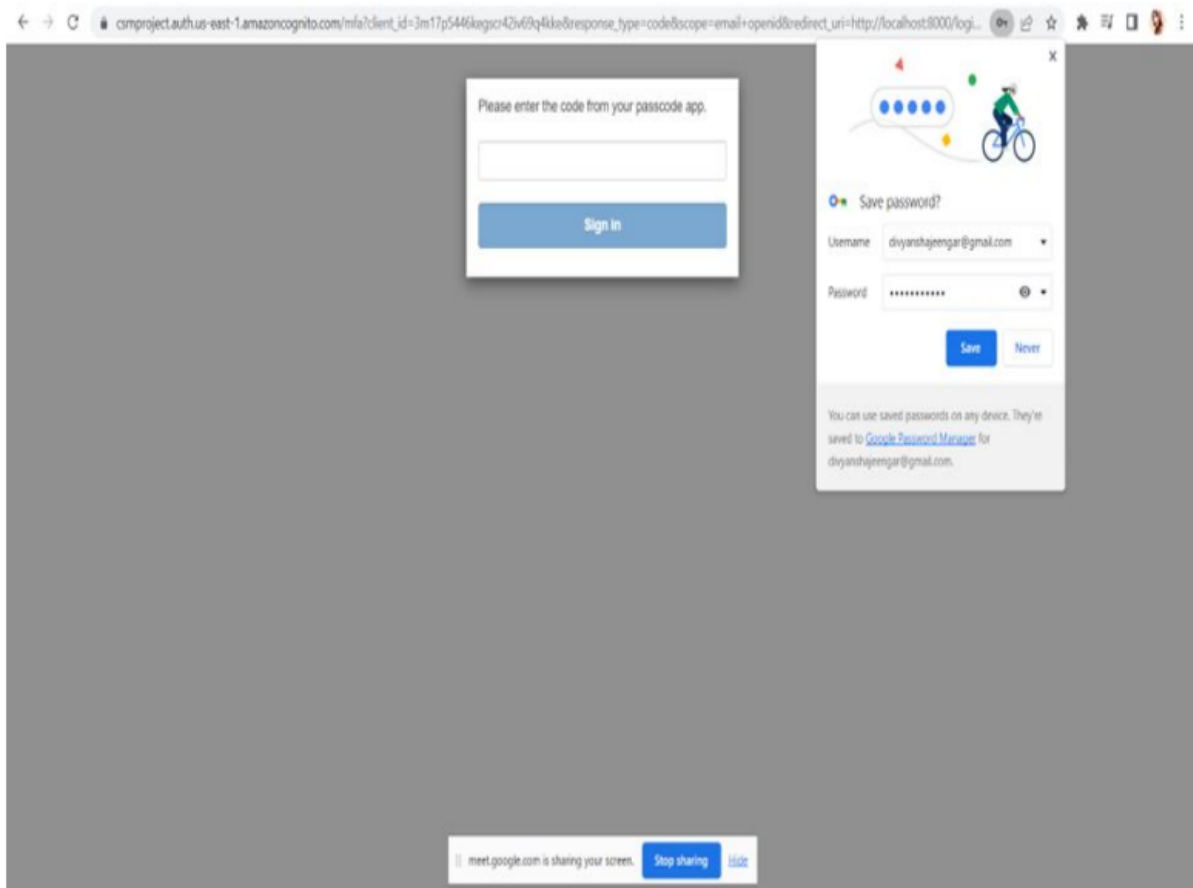 csmproject.auth.us-east-1.amazoncognito.com/mfa?client_id=3m17p5446kegscr42iv69q4kke&response_type=code&scope=email+openid&redirect_uri=http://localhost:8000/logi...
Please enter the code from your passcode app.
Sign in
Save password?
Username divyanshajeengar@gmail.com
Password •••••••••••
Save Never
You can use saved passwords on any device. They're
saved to Google Password Manager for
divyanshajeengar@gmail.com.
meet.google.com is sharing your screen. Stop sharing Hide